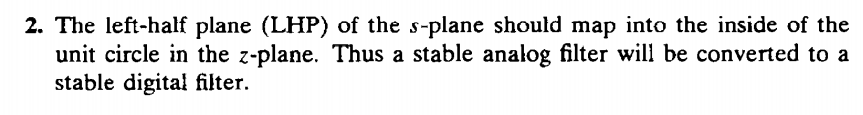 2. The left-half plane (LHP) of the s-plane should map into the inside of the
unit circle in the z-plane. Thus a stable analog filter will be converted to a
stable digital filter.